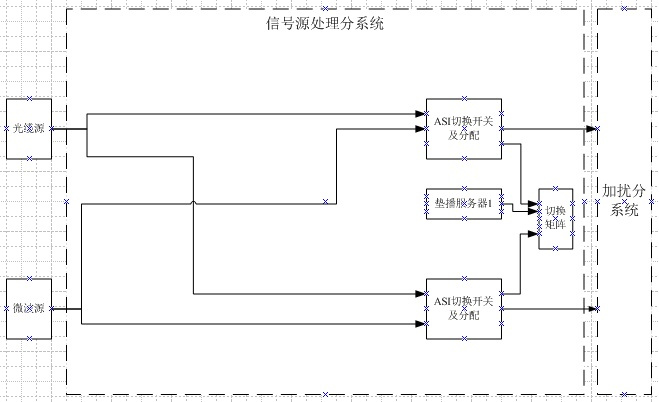 信号源处理分系统
光缆源
ASI切换开关
及分配
垫播服务器1
切换
矩阵
加扰分
系统
微波源
ASI切换开关
及分配